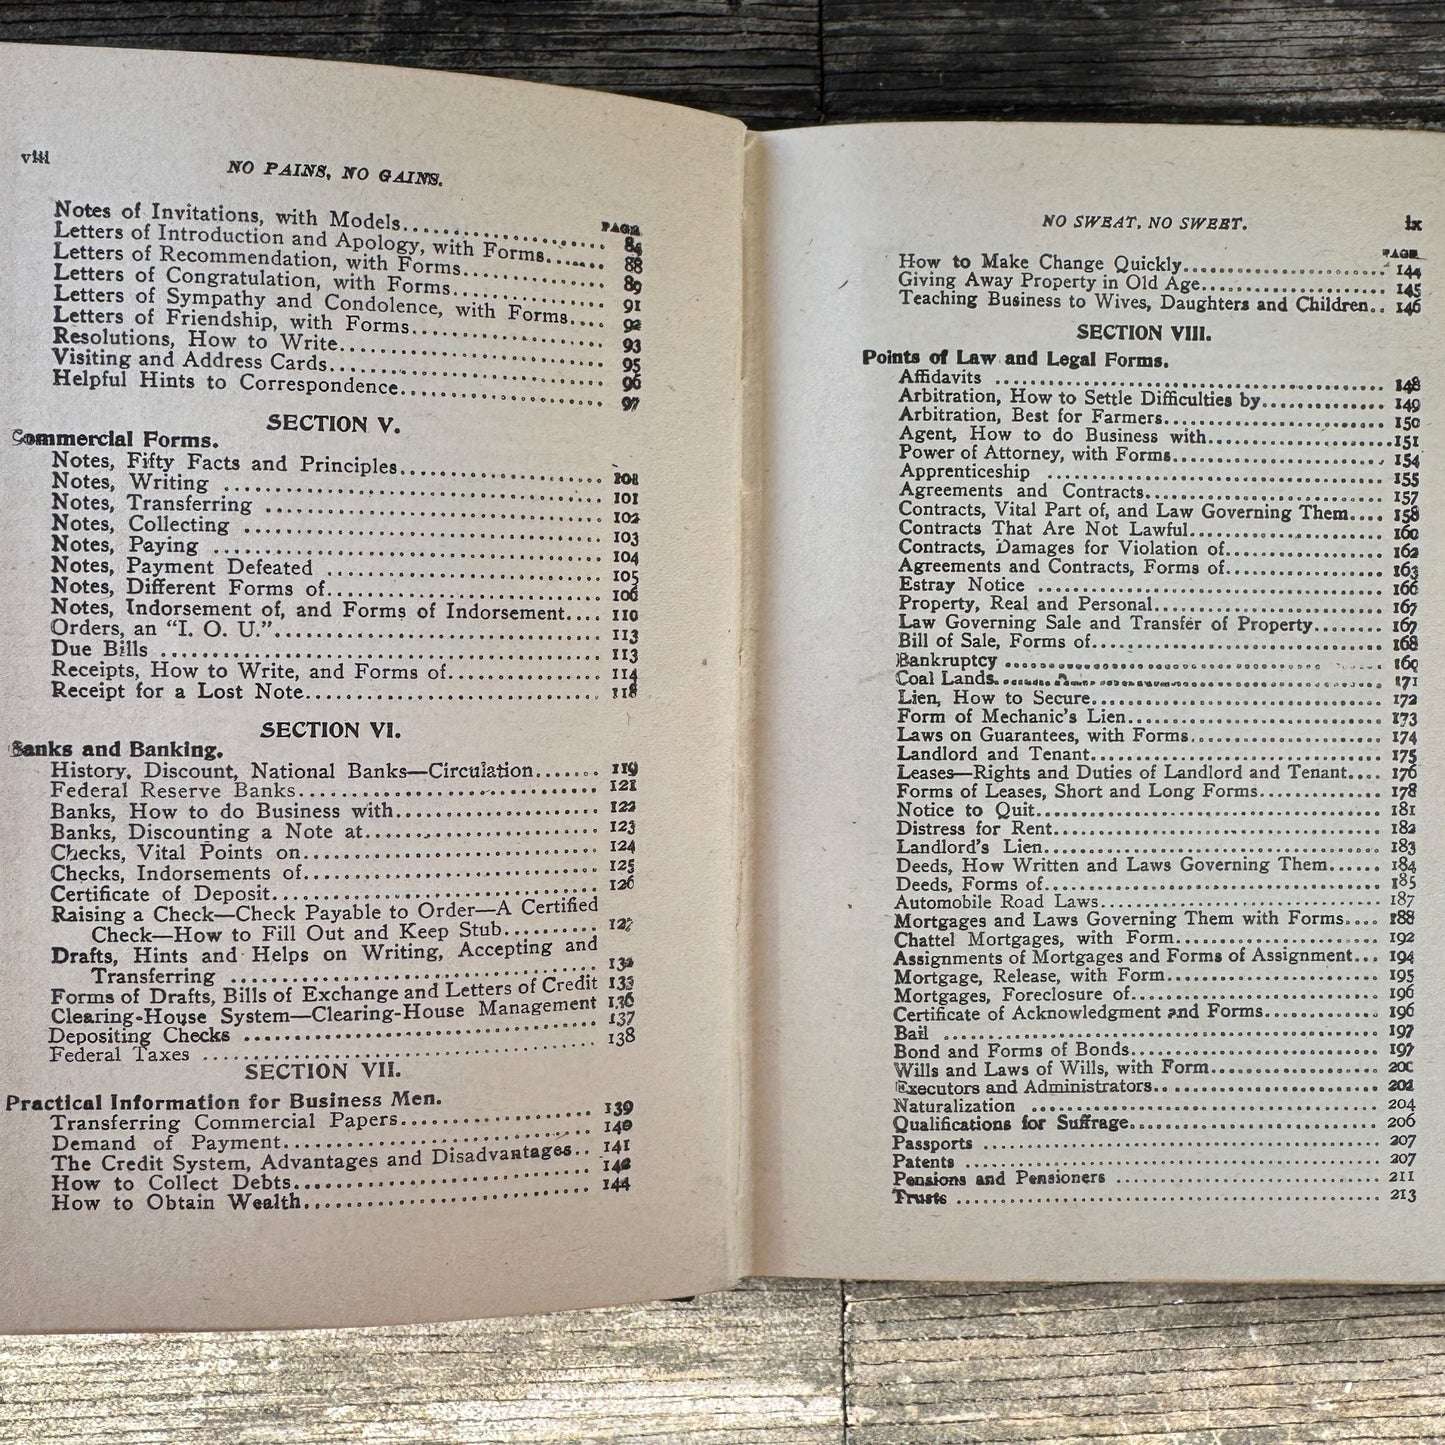 viii
NO PAINS, NO GAINS.
PAGE
Notes of Invitations, with Models........................ 84
Letters of Introduction and Apology, with Forms....... 88
Letters of Recommendation, with Forms................ 89
Letters of Congratulation, with Forms................. 91
Letters of Sympathy and Condolence, with Forms.... 92
Letters of Friendship, with Forms...................... 93
Resolutions, How to Write.............................. 95
Visiting and Address Cards............................. 96
Helpful Hints to Correspondence....................... 97
SECTION V.
Commercial Forms.
Notes, Fifty Facts and Principles...................... 101
Notes, Writing ........................................ 101
Notes, Transferring ................................... 102
Notes, Collecting ..................................... 103
Notes, Paying ......................................... 104
Notes, Payment Defeated ............................... 105
Notes, Different Forms of.............................. 106
Notes, Indorsement of, and Forms of Indorsement.... 110
Orders, an "I. O. U."................................... 113
Due Bills ............................................. 113
Receipts, How to Write, and Forms of.................. 114
Receipt for a Lost Note................................ 118
SECTION VI.
Banks and Banking.
History, Discount, National Banks—Circulation....... 119
Federal Reserve Banks.................................. 121
Banks, How to do Business with........................ 122
Banks, Discounting a Note at........................... 123
Checks, Vital Points on................................ 124
Checks, Indorsements of................................ 125
Certificate of Deposit................................. 126
Raising a Check—Check Payable to Order—A Certified
Check—How to Fill Out and Keep Stub..........
Drafts, Hints and Helps on Writing, Accepting and
Transferring ......................................
Forms of Drafts, Bills of Exchange and Letters of Credit 133
Clearing-House System—Clearing-House Management 136
Depositing Checks ..................................... 137
Federal Taxes ......................................... 138
SECTION VII.
Practical Information for Business Men.
Transferring Commercial Papers........................ 139
Demand of Payment..................................... 140
The Credit System, Advantages and Disadvantages.. 141
How to Collect Debts................................... 142
How to Obtain Wealth.................................. 144
NO SWEAT, NO SWEET.
ix
PAGE
How to Make Change Quickly.......................... 144
Giving Away Property in Old Age...................... 145
Teaching Business to Wives, Daughters and Children.. 146
SECTION VIII.
Points of Law and Legal Forms.
Affidavits ............................................. 148
Arbitration, How to Settle Difficulties by............... 149
Arbitration, Best for Farmers........................... 150
Agent, How to do Business with........................ 151
Power of Attorney, with Forms......................... 154
Apprenticeship ........................................ 155
Agreements and Contracts.............................. 157
Contracts, Vital Part of, and Law Governing Them.... 158
Contracts That Are Not Lawful......................... 160
Contracts, Damages for Violation of.................... 162
Agreements and Contracts, Forms of.................... 163
Estray Notice ......................................... 166
Property, Real and Personal............................ 167
Law Governing Sale and Transfer of Property......... 167
Bill of Sale, Forms of.................................. 168
Bankruptcy ............................................ 169
Coal Lands............................................. 171
Lien, How to Secure.................................... 172
Form of Mechanic's Lien............................... 173
Laws on Guarantees, with Forms....................... 174
Landlord and Tenant................................... 175
Leases—Rights and Duties of Landlord and Tenant.... 176
Forms of Leases, Short and Long Forms............... 178
Notice to Quit......................................... 181
Distress for Rent....................................... 182
Landlord's Lien........................................ 183
Deeds, How Written and Laws Governing Them...... 184
Deeds, Forms of........................................ 185
Automobile Road Laws................................. 187
Mortgages and Laws Governing Them with Forms.... 188
Chattel Mortgages, with Form......................... 192
Assignments of Mortgages and Forms of Assignment... 194
Mortgage, Release, with Form......................... 195
Mortgages, Foreclosure of.............................. 196
Certificate of Acknowledgment and Forms............. 196
Bail ................................................... 197
Bond and Forms of Bonds.............................. 197
Wills and Laws of Wills, with Form................... 200
Executors and Administrators.......................... 202
Naturalization ......................................... 204
Qualifications for Suffrage............................. 206
Passports .............................................. 207
Patents ................................................ 207
Pensions and Pensioners ............................... 211
Trusts ................................................. 213